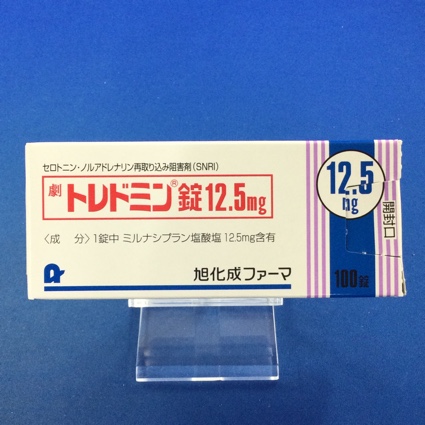 セロトニン・ノルアドレナリン再取り込み阻害剤(SNRI)
劇 トレドミン®錠12.5mg
〈成 分〉1錠中 ミルナシプラン塩酸塩 12.5mg含有
旭化成ファーマ
12.5
mg
開封口
100錠